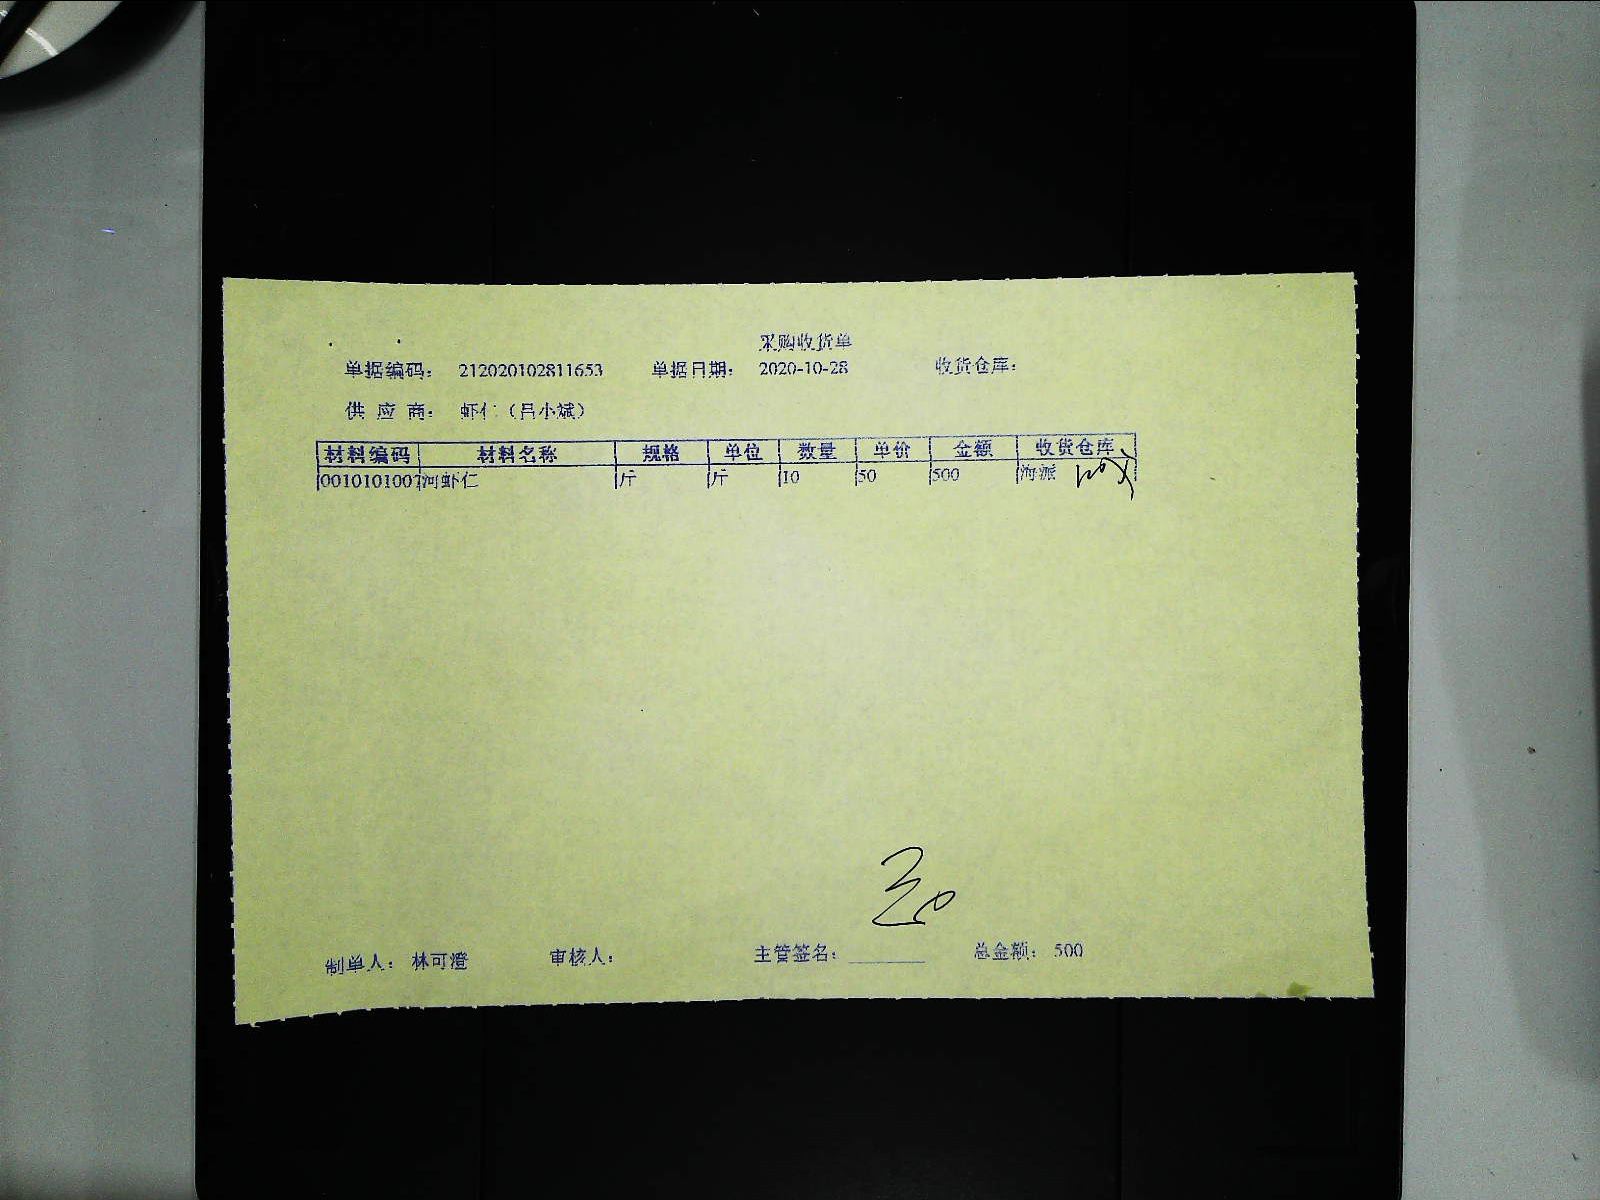 采购收货单
单据编码： 212020102811653 单据日期： 2020-10-28 收货仓库：
供 应 商： 虾仁（吕小斌）
材料编码 材料名称 规格 单位 数量 单价 金额 收货仓库
0010101007 河虾仁 斤 斤 10 50 500 海派
制单人： 林可澄 审核人： 主管签名： 总金额： 500